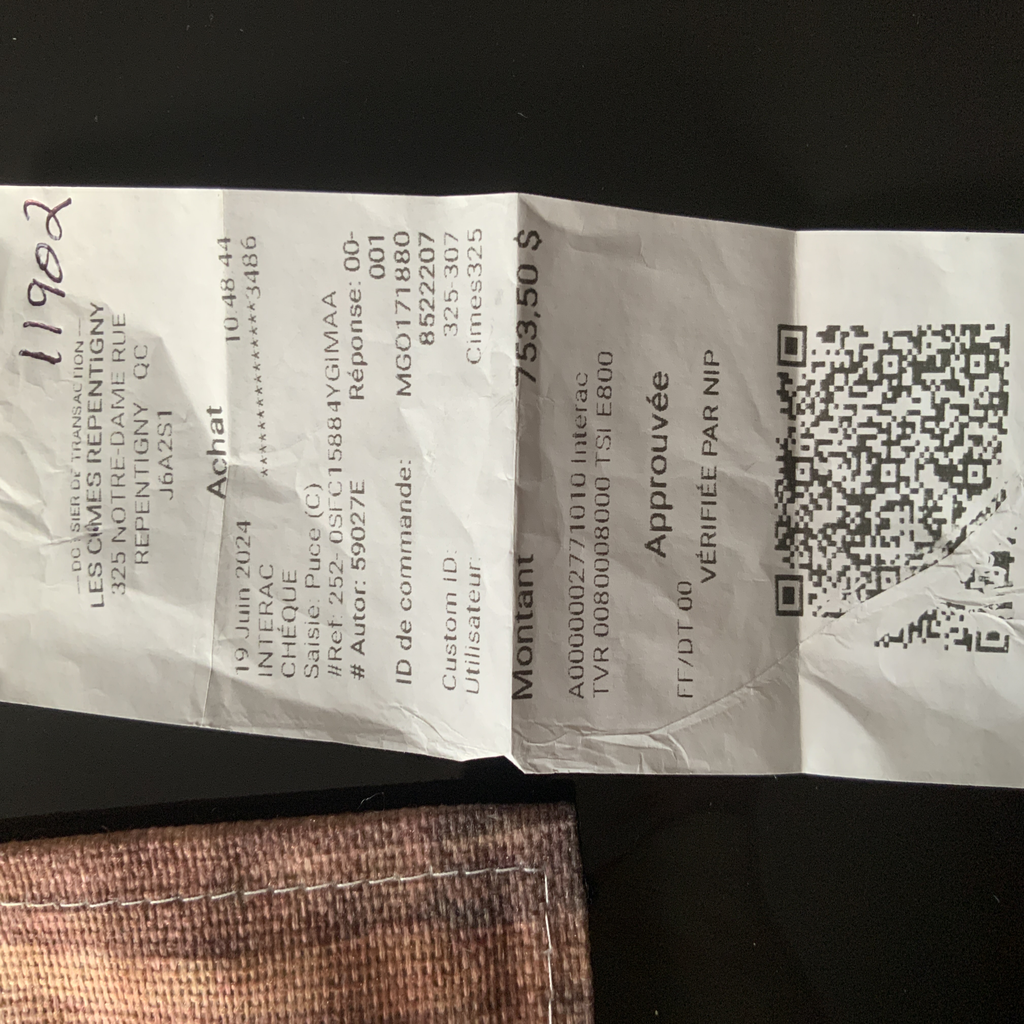 11902
—DOSSIER DE TRANSACTION—
LES CIMES REPENTIGNY
325 NOTRE-DAME RUE
REPENTIGNY QC
J6A2S1
Achat
19 Juin 2024 10:48:44
INTERAC ************3486
CHÉQUE
Saisie: Puce (C)
#Ref: 252- 0SFC15884YGIMAA
# Autor: 59027E Réponse: 00-
001
ID de commande: MGO171880
8522207
Custom ID: 325-307
Utilisateur: Cimes325
Montant 753,50 $
A0000002771010 Interac
TVR 0080008000 TSI E800
Approuvée
FF/DT 00
VÉRIFIÉE PAR NIP